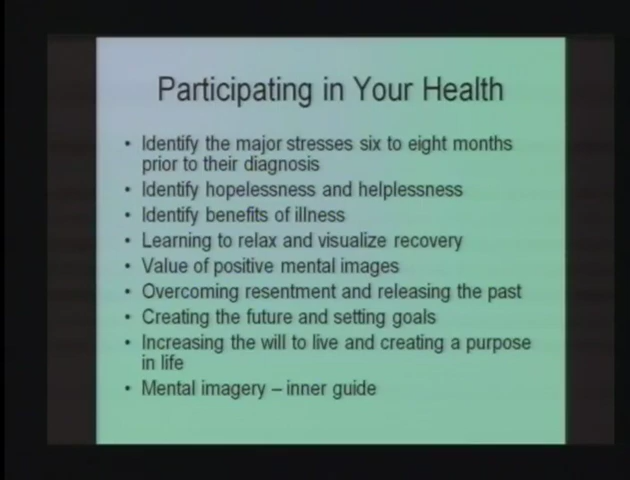 Participating in Your Health
• Identify the major stresses six to eight months
prior to their diagnosis
• Identify hopelessness and helplessness
• Identify benefits of illness
• Learning to relax and visualize recovery
• Value of positive mental images
• Overcoming resentment and releasing the past
• Creating the future and setting goals
• Increasing the will to live and creating a purpose
in life
• Mental imagery – inner guide